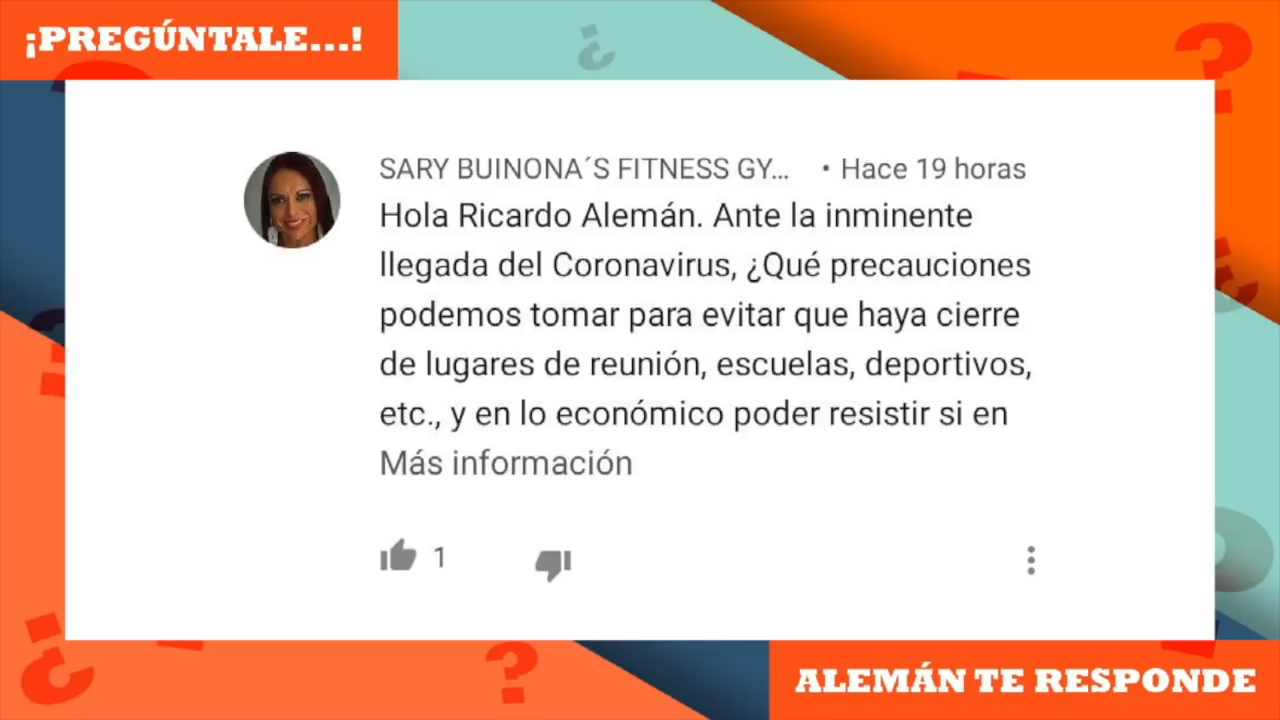 ¡PREGÚNTALE...!
SARY BUINONA´S FITNESS GY... • Hace 19 horas
Hola Ricardo Alemán. Ante la inminente
llegada del Coronavirus, ¿Qué precauciones
podemos tomar para evitar que haya cierre
de lugares de reunión, escuelas, deportivos,
etc., y en lo económico poder resistir si en
Más información
1
ALEMÁN TE RESPONDE